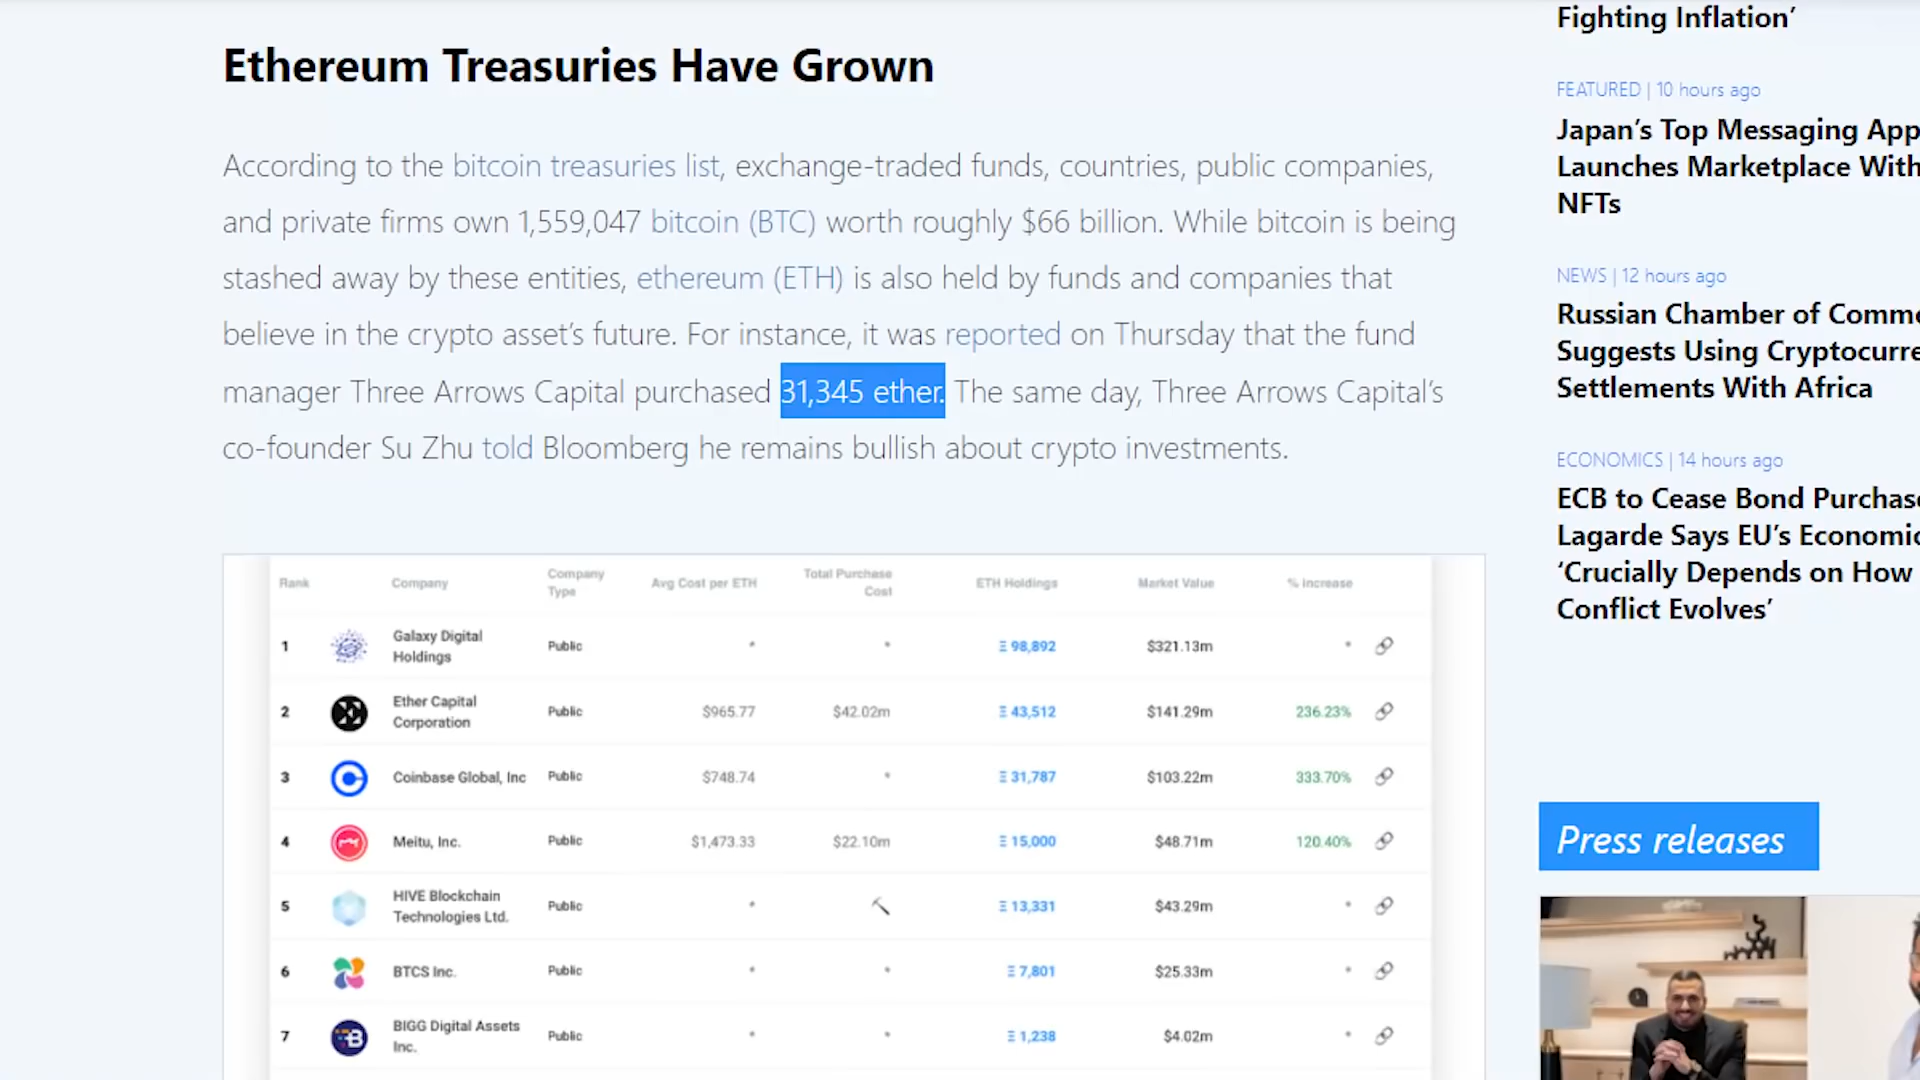 Ethereum Treasuries Have Grown
According to the bitcoin treasuries list, exchange-traded funds, countries, public companies,
and private firms own 1,559,047 bitcoin (BTC) worth roughly $66 billion. While bitcoin is being
stashed away by these entities, ethereum (ETH) is also held by funds and companies that
believe in the crypto asset's future. For instance, it was reported on Thursday that the fund
manager Three Arrows Capital purchased 31,345 ether. The same day, Three Arrows Capital's
co-founder Su Zhu told Bloomberg he remains bullish about crypto investments.
Rank Company Company Type Avg Cost per ETH Total Purchase Cost ETH Holdings Market Value % Increase
1 Galaxy Digital Holdings Public * * Ξ 98,892 $321.13m *
2 Ether Capital Corporation Public $965.77 $42.02m Ξ 43,512 $141.29m 236.23%
3 Coinbase Global, Inc Public $748.74 * Ξ 31,787 $103.22m 333.70%
4 Meitu, Inc. Public $1,473.33 $22.10m Ξ 15,000 $48.71m 120.40%
5 HIVE Blockchain Technologies Ltd. Public * Ξ 13,331 $43.29m *
6 BTCS Inc. Public * * Ξ 7,801 $25.33m *
7 BIGG Digital Assets Inc. Public * * Ξ 1,238 $4.02m *
Fighting Inflation'
FEATURED | 10 hours ago
Japan's Top Messaging App
Launches Marketplace With
NFTs
NEWS | 12 hours ago
Russian Chamber of Comme
Suggests Using Cryptocurre
Settlements With Africa
ECONOMICS | 14 hours ago
ECB to Cease Bond Purchase
Lagarde Says EU's Economic
'Crucially Depends on How
Conflict Evolves'
Press releases